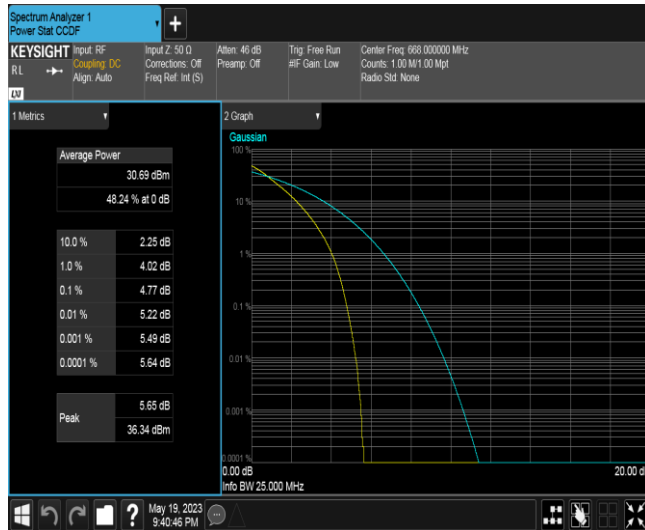 Spectrum Analyzer 1
Power Stat CCDF
+
KEYSIGHT
RL
LXI
Input: RF
Coupling: DC
Align: Auto
Input Z: 50 Ω
Corrections: Off
Freq Ref: Int (S)
Atten: 46 dB
Preamp: Off
Trig: Free Run
#IF Gain: Low
Center Freq: 668.000000 MHz
Counts: 1.00 M/1.00 Mpt
Radio Std: None
1 Metrics
Average Power
30.69 dBm
48.24 % at 0 dB
10.0 % 2.25 dB
1.0 % 4.02 dB
0.1 % 4.77 dB
0.01 % 5.22 dB
0.001 % 5.49 dB
0.0001 % 5.64 dB
Peak
5.65 dB
36.34 dBm
2 Graph
Gaussian
100 %
10 %
1 %
0.1 %
0.01 %
0.001 %
0.0001 %
0.00 dB
20.00 d
Info BW 25.000 MHz
?
May 19, 2023
9:40:46 PM